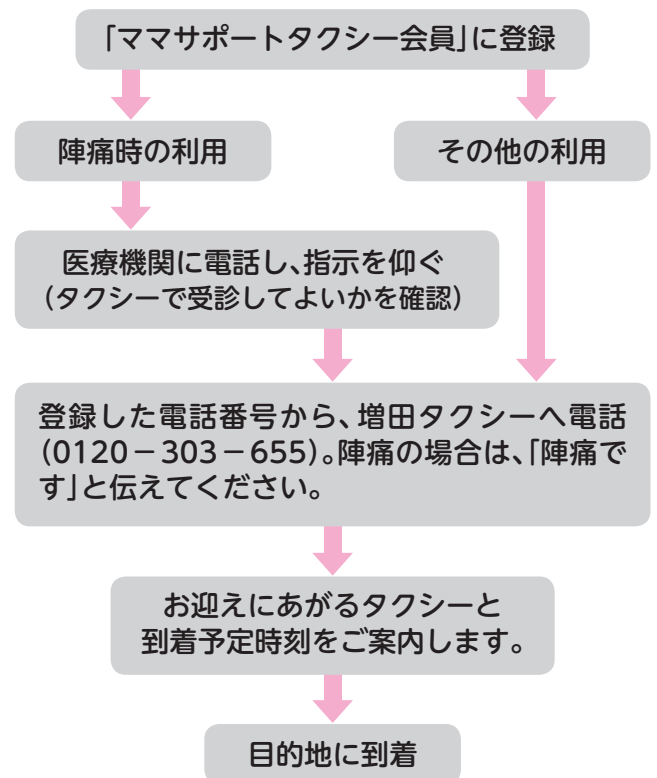 「ママサポートタクシー会員」に登録
陣痛時の利用
その他の利用
医療機関に電話し、指示を仰ぐ
(タクシーで受診してよいかを確認)
登録した電話番号から、増田タクシーへ電話
(0120−303−655)。陣痛の場合は、「陣痛で
す」と伝えてください。
お迎えにあがるタクシーと
到着予定時刻をご案内します。
目的地に到着